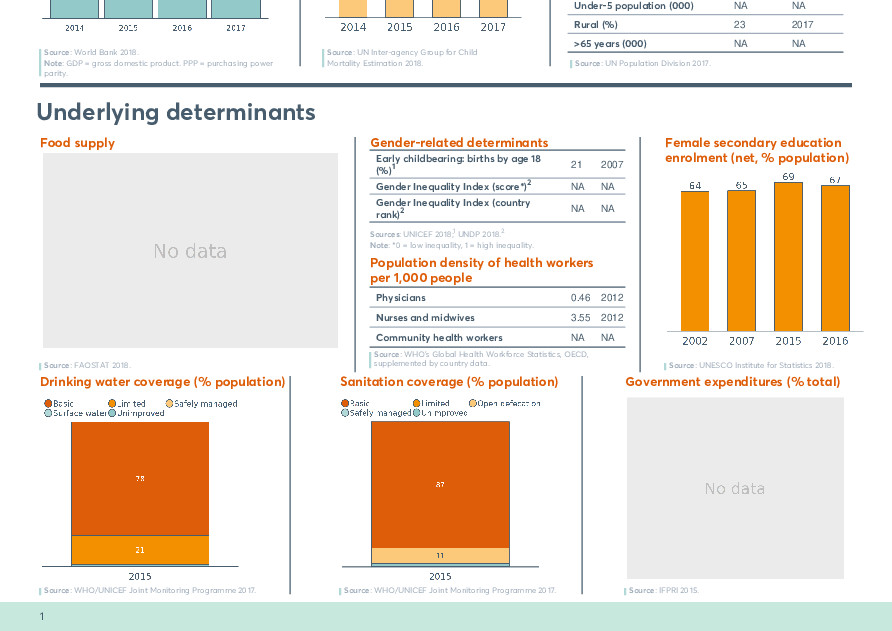 2014 2015 2016 2017
Source: World Bank 2018.
Note: GDP = gross domestic product. PPP = purchasing power
parity.
2014 2015 2016 2017
Source: UN Inter-agency Group for Child
Mortality Estimation 2018.
Under-5 population (000) NA NA
Rural (%) 23 2017
>65 years (000) NA NA
Source: UN Population Division 2017.
Underlying determinants
Food supply
No data
Source: FAOSTAT 2018.
Gender-related determinants
Early childbearing: births by age 18 21 2007
(%)1
Gender Inequality Index (score*)2 NA NA
Gender Inequality Index (country NA NA
rank)2
Sources: UNICEF 2018,1 UNDP 2018.2
Note: *0 = low inequality, 1 = high inequality.
Population density of health workers
per 1,000 people
Physicians 0.46 2012
Nurses and midwives 3.55 2012
Community health workers NA NA
Source: WHO's Global Health Workforce Statistics, OECD,
supplemented by country data.
Female secondary education
enrolment (net, % population)
64 65 69 67
2002 2007 2015 2016
Source: UNESCO Institute for Statistics 2018.
Drinking water coverage (% population)
Basic Limited Safely managed
Surface water Unimproved
78
21
2015
Source: WHO/UNICEF Joint Monitoring Programme 2017.
Sanitation coverage (% population)
Basic Limited Open defecation
Safely managed Unimproved
87
11
2015
Source: WHO/UNICEF Joint Monitoring Programme 2017.
Government expenditures (% total)
No data
Source: IFPRI 2015.
1